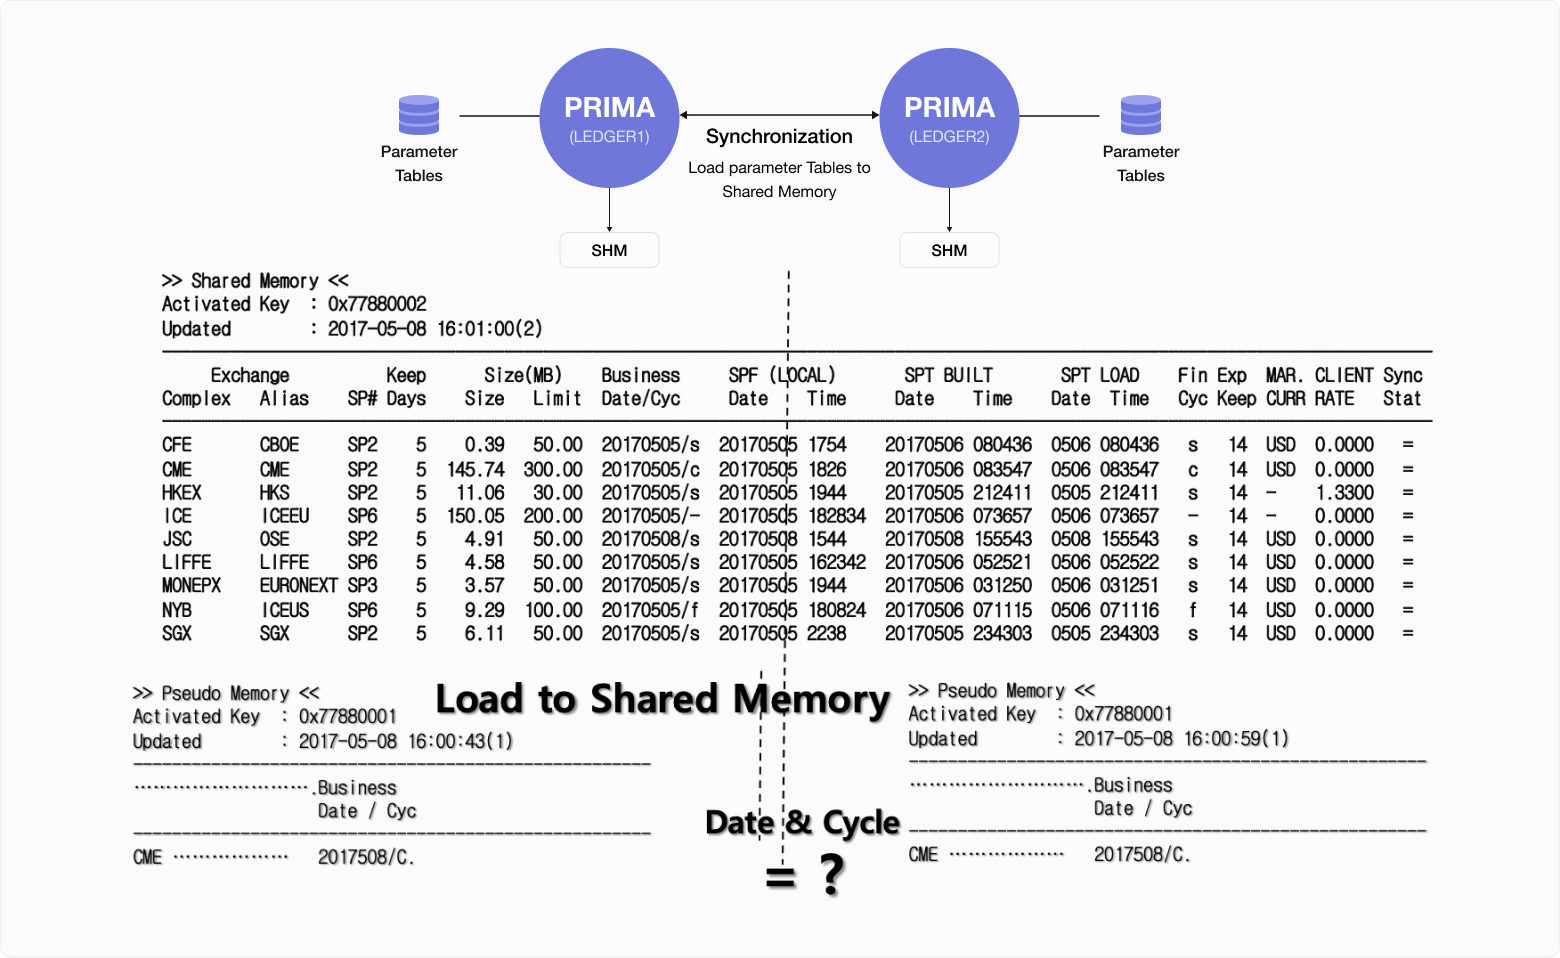 PRIMA
(LEDGER1)
PRIMA
(LEDGER2)
Parameter
Tables
Synchronization
Load parameter Tables to
Shared Memory
Parameter
Tables
SHM
SHM
>> Shared Memory <<
Activated Key : 0x77880002
Updated : 2017-05-08 16:01:00(2)
Exchange Keep Size(MB) Business SPF (LOCAL) SPT BUILT SPT LOAD Fin Exp MAR. CLIENT Sync
Complex Alias SP# Days Size Limit Date/Cyc Date Time Date Time Date Time Cyc Keep CURR RATE Stat
CFE CBOE SP2 5 0.39 50.00 20170505/s 20170505 1754 20170506 080436 0506 080436 s 14 USD 0.0000 =
CME CME SP2 5 145.74 300.00 20170505/c 20170505 1826 20170506 083547 0506 083547 c 14 USD 0.0000 =
HKEX HKS SP2 5 11.06 30.00 20170505/s 20170505 1944 20170505 212411 0505 212411 s 14 - 1.3300 =
ICE ICEEU SP6 5 150.05 200.00 20170505/- 20170505 182834 20170506 073657 0506 073657 - 14 - 0.0000 =
JSC OSE SP2 5 4.91 50.00 20170508/s 20170508 1544 20170508 155543 0508 155543 s 14 USD 0.0000 =
LIFFE LIFFE SP6 5 4.58 50.00 20170505/s 20170505 162342 20170506 052521 0506 052522 s 14 USD 0.0000 =
MONEPX EURONEXT SP3 5 3.57 50.00 20170505/s 20170505 1944 20170506 031250 0506 031251 s 14 USD 0.0000 =
NYB ICEUS SP6 5 9.29 100.00 20170505/f 20170505 180824 20170506 071115 0506 071116 f 14 USD 0.0000 =
SGX SGX SP2 5 6.11 50.00 20170505/s 20170505 2238 20170505 234303 0505 234303 s 14 USD 0.0000 =
Load to Shared Memory
>> Pseudo Memory <<
Activated Key : 0x77880001
Updated : 2017-05-08 16:00:43(1)
............................Business
Date / Cyc
CME .................. 2017508/C.
>> Pseudo Memory <<
Activated Key : 0x77880001
Updated : 2017-05-08 16:00:59(1)
............................Business
Date / Cyc
CME .................. 2017508/C.
Date & Cycle
= ?